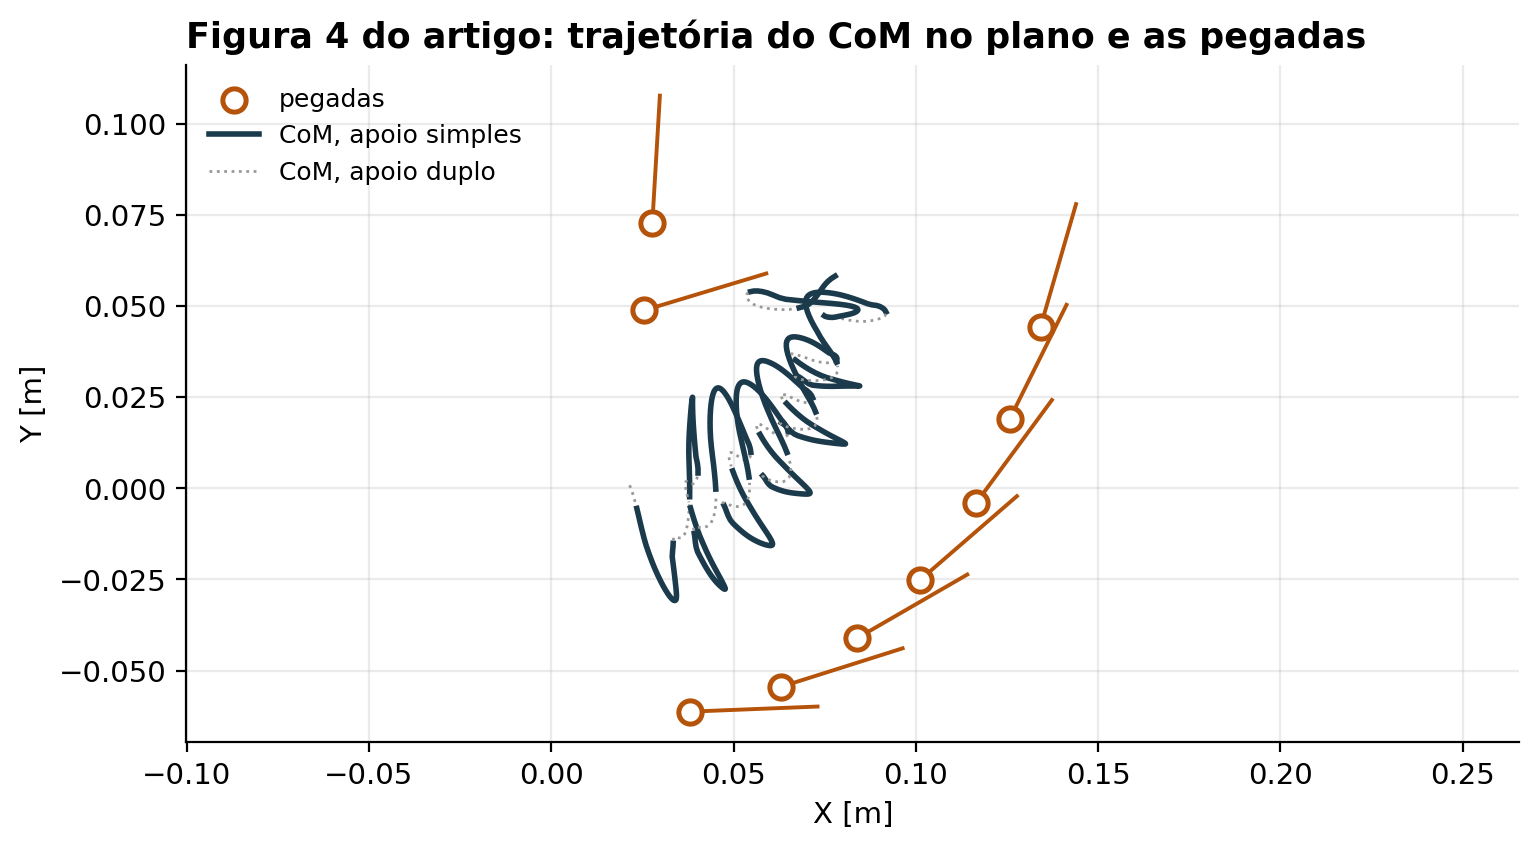 Figura 4 do artigo: trajetória do CoM no plano e as pegadas
pegadas
CoM, apoio simples
CoM, apoio duplo
0.100
0.075
0.050
0.025
0.000
−0.025
−0.050
Y [m]
−0.10 −0.05 0.00 0.05 0.10 0.15 0.20 0.25
X [m]